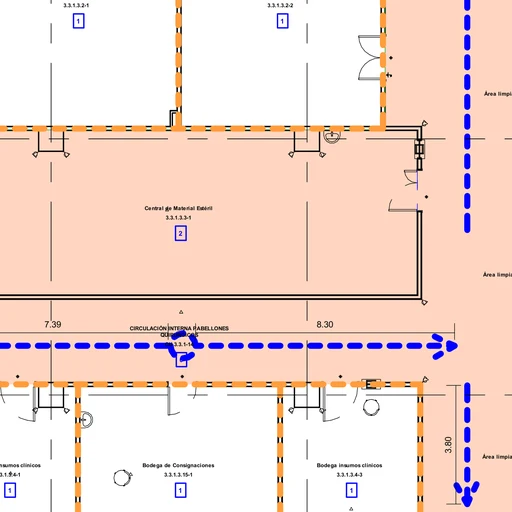 3.3.1.3.2-1
1
3.3.1.3.2-2
1
Área limpia
Central de Material Estéril
3.3.1.3.3-1
2
Área limpia
CIRCULACIÓN INTERNA PABELLONES
7.39
8.30
3.80
Insumos clínicos
1
Bodega de Consignaciones
3.3.1.3.15-1
1
Bodega insumos clínicos
3.3.1.3.4-3
1
Área limpia